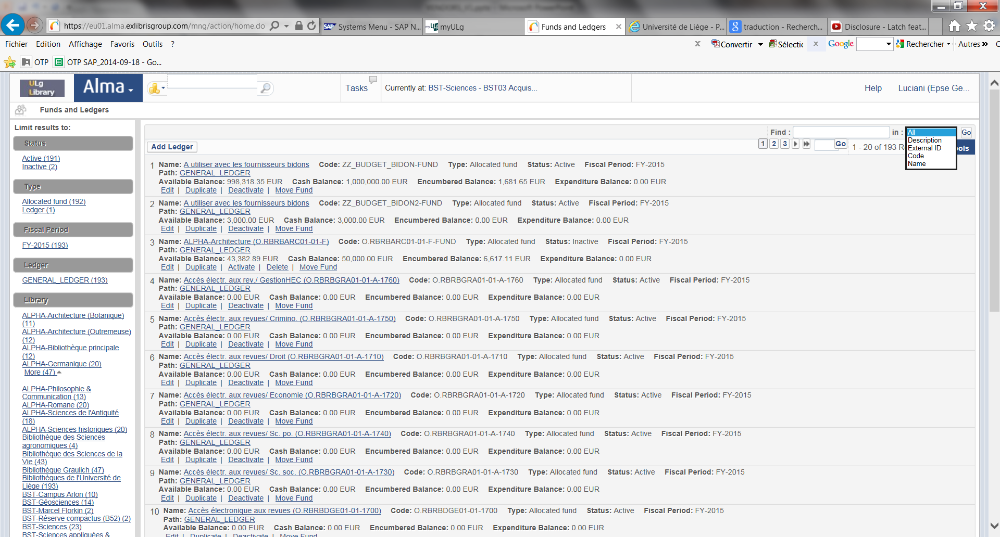 https://eu01.alma.exlibrisgroup.com/mng/action/home.do
SAP Systems Menu - SAP N...
myULg
Funds and Ledgers
Université de Liège - P...
traduction - Recherch...
Disclosure - Latch feat...
Fichier Edition Affichage Favoris Outils ?
x Convertir Sélectic x Google Rechercher Autres »
OTP OTP SAP_2014-09-18 - Go...
ULg Library
Alma
Tasks
Currently at: BST-Sciences - BST03 Acquis...
Help
Luciani (Epse Ge...
Funds and Ledgers
Limit results to:
Status
Active (191)
Inactive (2)
Type
Allocated fund (192)
Ledger (1)
Fiscal Period
FY-2015 (193)
Ledger
GENERAL_LEDGER (193)
Library
ALPHA-Architecture (Botanique)
(11)
ALPHA-Architecture (Outremeuse)
(12)
ALPHA-Bibliothèque principale
(12)
ALPHA-Germanique (20)
More (47)
ALPHA-Philosophie &
Communication (13)
ALPHA-Romane (20)
ALPHA-Sciences de l'Antiquité
(18)
ALPHA-Sciences historiques (20)
Bibliothèque des Sciences
agronomiques (4)
Bibliothèque des Sciences de la
Vie (43)
Bibliothèque Graulich (47)
Bibliothèques de l'Université de
Liège (193)
BST-Campus Arlon (10)
BST-Géosciences (14)
BST-Marcel Florkin (2)
BST-Réserve compactus (B52) (2)
BST-Sciences (23)
BST-Sciences appliquées &
Find : in : All Go
Description
External ID
Code
Name
Add Ledger
1 2 3 Go 1 - 20 of 193 R ools
1 Name: A utiliser avec les fournisseurs bidons Code: ZZ_BUDGET_BIDON-FUND Type: Allocated fund Status: Active Fiscal Period: FY-2015
Path: GENERAL_LEDGER
Available Balance: 998,318.35 EUR Cash Balance: 1,000,000.00 EUR Encumbered Balance: 1,681.65 EUR Expenditure Balance: 0.00 EUR
Edit | Duplicate | Deactivate | Move Fund
2 Name: A utiliser avec les fournisseurs bidons Code: ZZ_BUDGET_BIDON2-FUND Type: Allocated fund Status: Active Fiscal Period: FY-2015
Path: GENERAL_LEDGER
Available Balance: 3,000.00 EUR Cash Balance: 3,000.00 EUR Encumbered Balance: 0.00 EUR Expenditure Balance: 0.00 EUR
Edit | Duplicate | Deactivate | Move Fund
3 Name: ALPHA-Architecture (O.RBRBARC01-01-F) Code: O.RBRBARC01-01-F-FUND Type: Allocated fund Status: Inactive Fiscal Period: FY-2015
Path: GENERAL_LEDGER
Available Balance: 43,382.89 EUR Cash Balance: 50,000.00 EUR Encumbered Balance: 6,617.11 EUR Expenditure Balance: 0.00 EUR
Edit | Duplicate | Activate | Delete | Move Fund
4 Name: Accès électr. aux rev./ GestionHEC (O.RBRBGRA01-01-A-1760) Code: O.RBRBGRA01-01-A-1760 Type: Allocated fund Status: Active Fiscal Period: FY-2015
Path: GENERAL_LEDGER
Available Balance: 0.00 EUR Cash Balance: 0.00 EUR Encumbered Balance: 0.00 EUR Expenditure Balance: 0.00 EUR
Edit | Duplicate | Deactivate | Move Fund
5 Name: Accès électr. aux revues/ Crimino. (O.RBRBGRA01-01-A-1750) Code: O.RBRBGRA01-01-A-1750 Type: Allocated fund Status: Active Fiscal Period: FY-2015
Path: GENERAL_LEDGER
Available Balance: 0.00 EUR Cash Balance: 0.00 EUR Encumbered Balance: 0.00 EUR Expenditure Balance: 0.00 EUR
Edit | Duplicate | Deactivate | Move Fund
6 Name: Accès électr. aux revues/ Droit (O.RBRBGRA01-01-A-1710) Code: O.RBRBGRA01-01-A-1710 Type: Allocated fund Status: Active Fiscal Period: FY-2015
Path: GENERAL_LEDGER
Available Balance: 0.00 EUR Cash Balance: 0.00 EUR Encumbered Balance: 0.00 EUR Expenditure Balance: 0.00 EUR
Edit | Duplicate | Deactivate | Move Fund
7 Name: Accès électr. aux revues/ Economie (O.RBRBGRA01-01-A-1720) Code: O.RBRBGRA01-01-A-1720 Type: Allocated fund Status: Active Fiscal Period: FY-2015
Path: GENERAL_LEDGER
Available Balance: 0.00 EUR Cash Balance: 0.00 EUR Encumbered Balance: 0.00 EUR Expenditure Balance: 0.00 EUR
Edit | Duplicate | Deactivate | Move Fund
8 Name: Accès électr. aux revues/ Sc. po. (O.RBRBGRA01-01-A-1740) Code: O.RBRBGRA01-01-A-1740 Type: Allocated fund Status: Active Fiscal Period: FY-2015
Path: GENERAL_LEDGER
Available Balance: 0.00 EUR Cash Balance: 0.00 EUR Encumbered Balance: 0.00 EUR Expenditure Balance: 0.00 EUR
Edit | Duplicate | Deactivate | Move Fund
9 Name: Accès électr. aux revues/ Sc. soc. (O.RBRBGRA01-01-A-1730) Code: O.RBRBGRA01-01-A-1730 Type: Allocated fund Status: Active Fiscal Period: FY-2015
Path: GENERAL_LEDGER
Available Balance: 0.00 EUR Cash Balance: 0.00 EUR Encumbered Balance: 0.00 EUR Expenditure Balance: 0.00 EUR
Edit | Duplicate | Deactivate | Move Fund
10 Name: Accès électronique aux revues (O.RBRBDGE01-01-1700) Code: O.RBRBDGE01-01-1700 Type: Allocated fund Status: Active Fiscal Period: FY-2015
Path: GENERAL_LEDGER
Available Balance: 0.00 EUR Cash Balance: 0.00 EUR Encumbered Balance: 0.00 EUR Expenditure Balance: 0.00 EUR
Edit | Duplicate | Deactivate | Move Fund